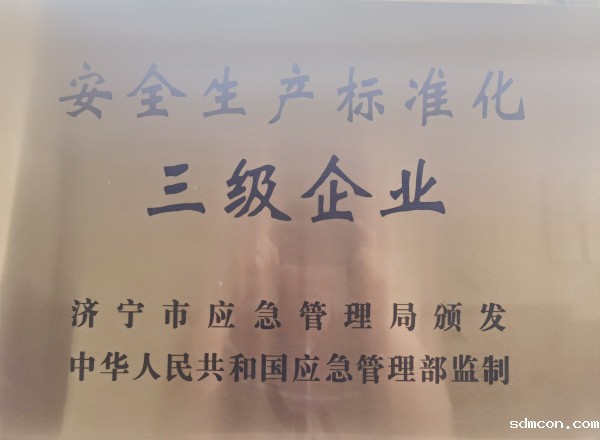 安全生产标准化
三级企业
济宁市应急管理局颁发
中华人民共和国应急管理部监制
sdmcon.com